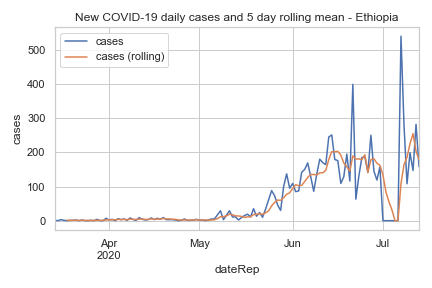 New COVID-19 daily cases and 5 day rolling mean - Ethiopia
cases
cases (rolling)
500
400
300
200
100
0
cases
Apr
2020
May
Jun
Jul
dateRep